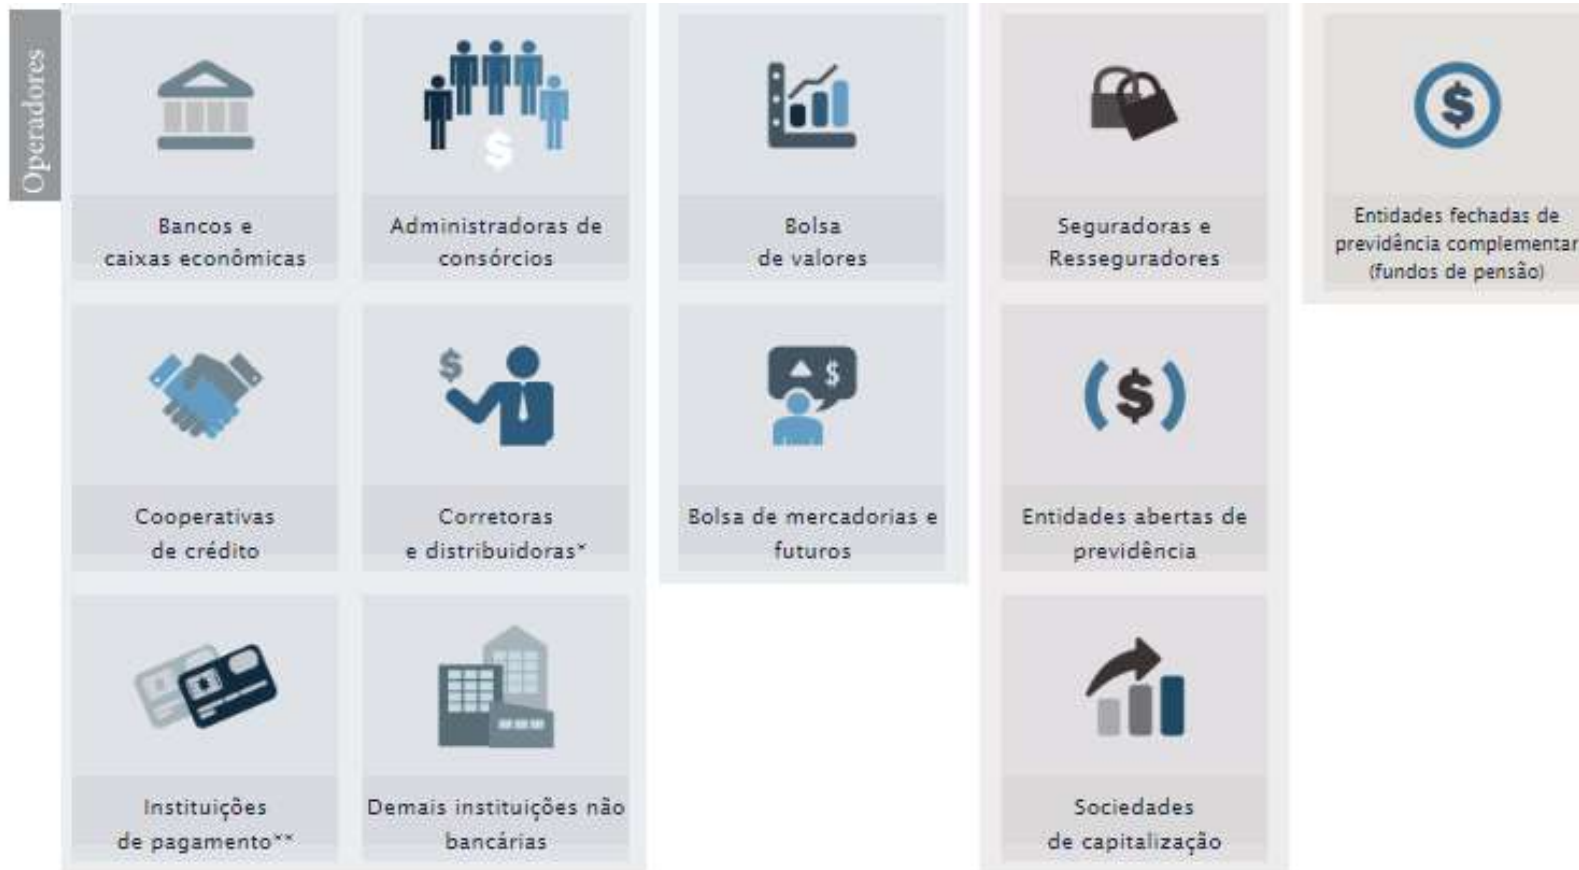 Operadores
Bancos e
caixas econômicas
Administradoras de
consórcios
Bolsa
de valores
Seguradoras e
Resseguradores
Entidades fechadas de
previdência complementar
(fundos de pensão)
Cooperativas
de crédito
Corretoras
e distribuidoras*
Bolsa de mercadorias e
futuros
Entidades abertas de
previdência
Instituições
de pagamento**
Demais instituições não
bancárias
Sociedades
de capitalização